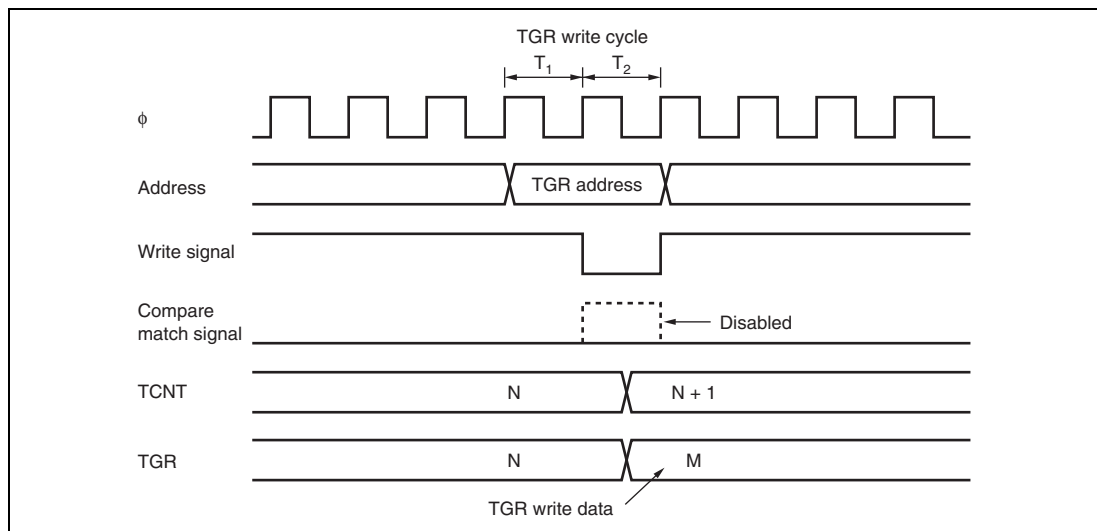 TGR write cycle
T1 T2
ϕ
Address TGR address
Write signal
Compare
match signal
Disabled
TCNT N N + 1
TGR N M
TGR write data